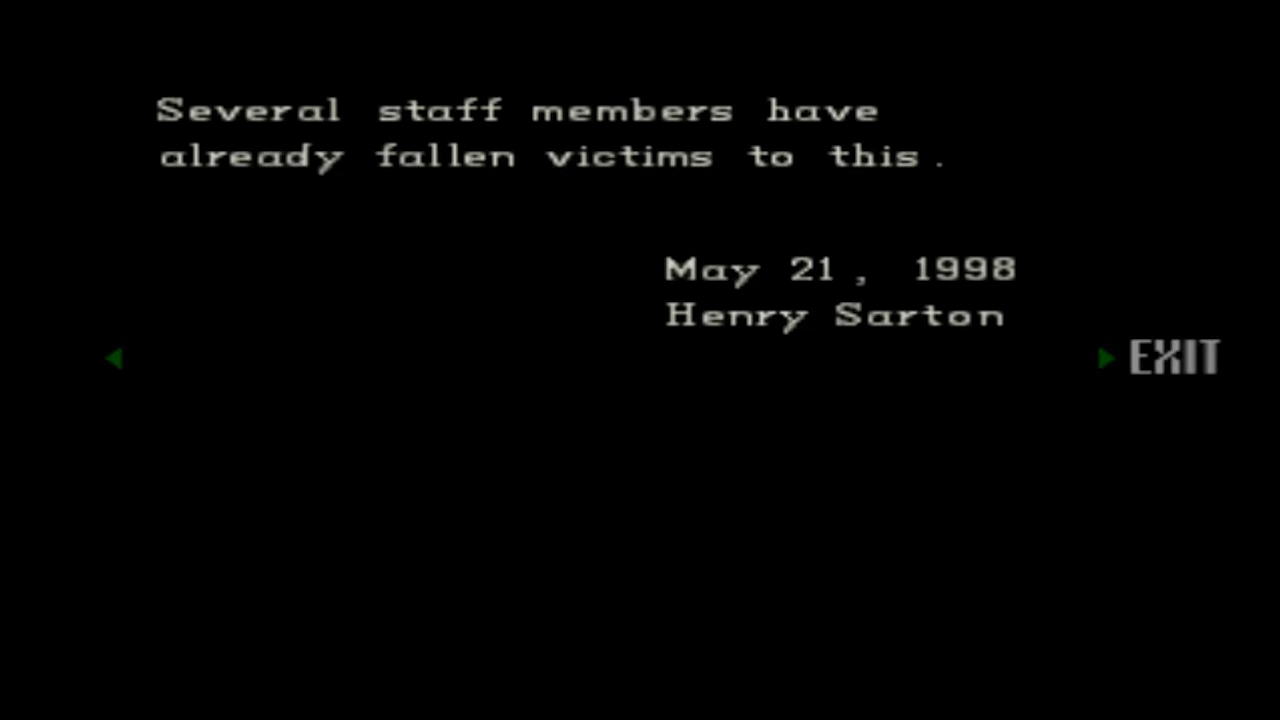 Several staff members have
already fallen victims to this.
May 21, 1998
Henry Sarton
EXIT